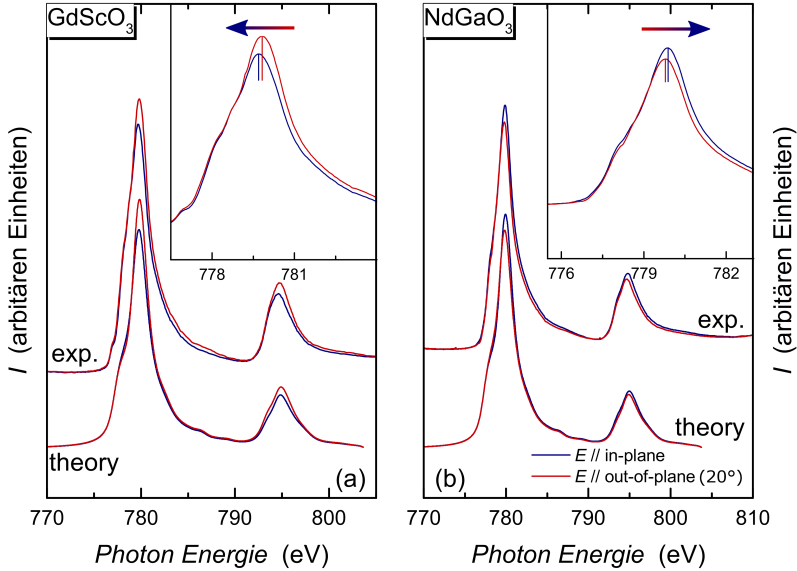 GdScO3
NdGaO3
I (arbitären Einheiten)
778 781
776 779 782
exp.
theory
(a)
exp.
theory
E // in-plane
(b)
E // out-of-plane (20°)
I (arbitären Einheiten)
770 780 790 800
770 780 790 800 810
Photon Energie (eV)
Photon Energie (eV)